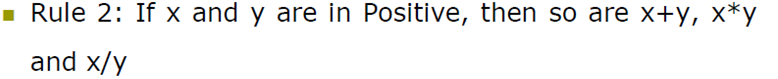 ▪ Rule 2: If x and y are in Positive, then so are x+y, x*y
and x/y